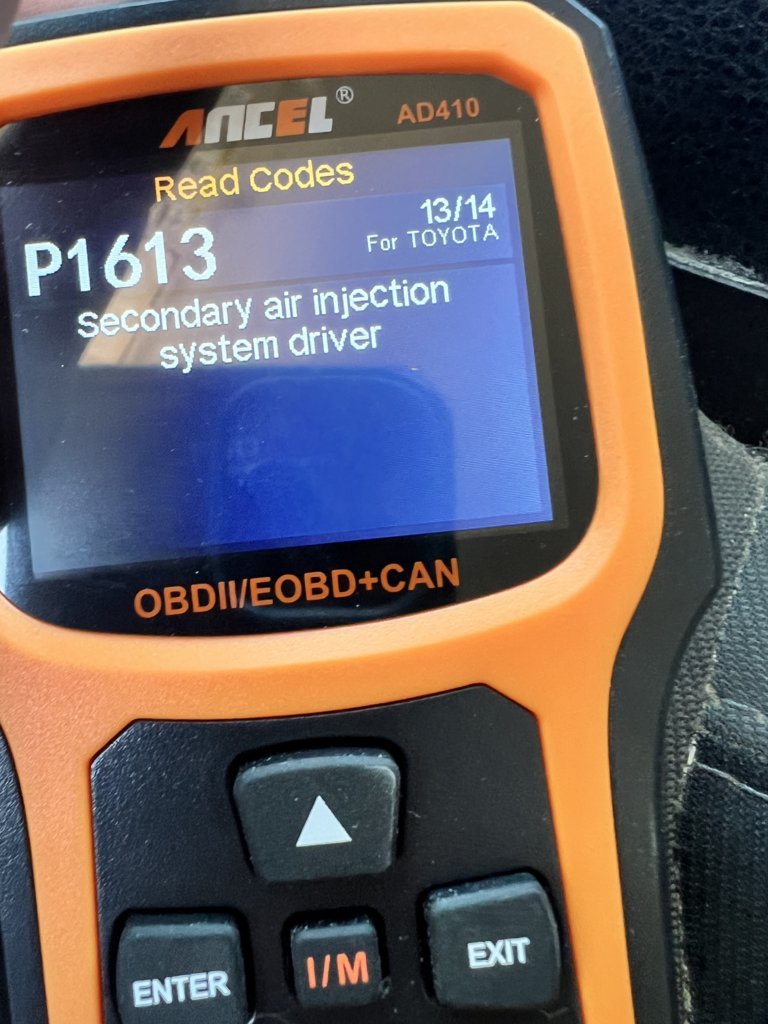 ANCEL® AD410
Read Codes
13/14
P1613 For TOYOTA
Secondary air injection
system driver
OBDII/EOBD+CAN
ENTER I/M EXIT